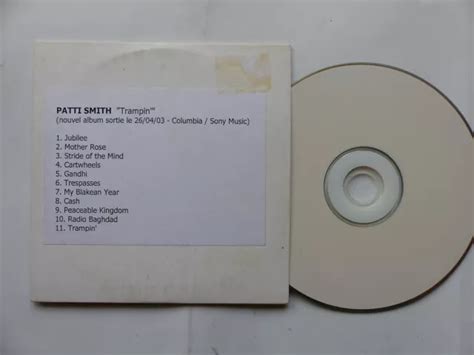 PATTI SMITH "Trampin'"
(nouvel album sortie le 26/04/03 - Columbia / Sony Music)
1. Jubilee
2. Mother Rose
3. Stride of the Mind
4. Cartwheels
5. Gandhi
6. Trespasses
7. My Blakean Year
8. Cash
9. Peaceable Kingdom
10. Radio Baghdad
11. Trampin'